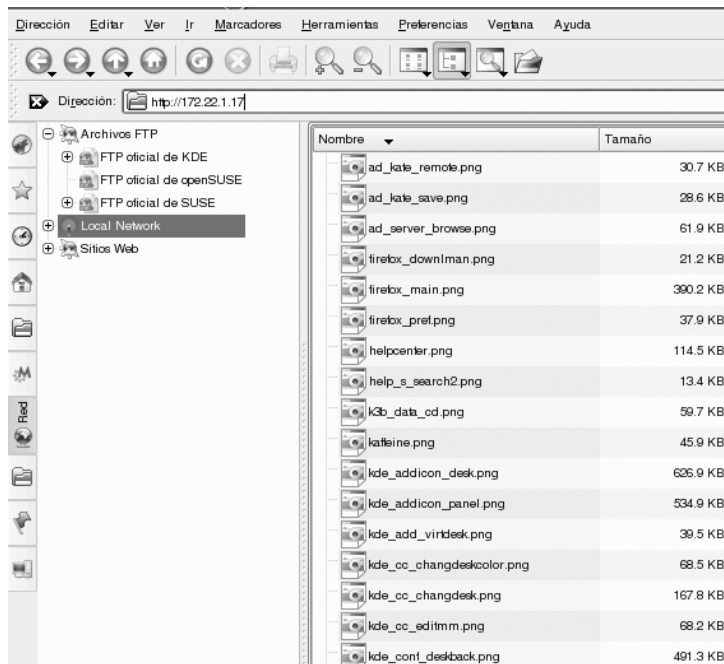 Dirección Editar Ver Ir Marcadores Herramientas Preferencias Ventana Ayuda
Dirección: http://172.22.1.17
Archivos FTP
FTP oficial de KDE
FTP oficial de openSUSE
FTP oficial de SUSE
Local Network
Sitios Web
Red
Nombre Tamaño
ad_kate_remote.png 30.7 KB
ad_kate_save.png 28.6 KB
ad_server_browse.png 61.9 KB
firefox_downlman.png 21.2 KB
firefox_main.png 390.2 KB
firefox_pref.png 37.9 KB
helpcenter.png 114.5 KB
help_s_search2.png 13.4 KB
k3b_data_cd.png 59.7 KB
kaffeine.png 45.9 KB
kde_addicon_desk.png 626.9 KB
kde_addicon_panel.png 534.9 KB
kde_add_virtdesk.png 39.5 KB
kde_cc_changdeskcolor.png 68.5 KB
kde_cc_changdesk.png 167.8 KB
kde_cc_editmm.png 68.2 KB
kde_conf_deskback.png 491.3 KB